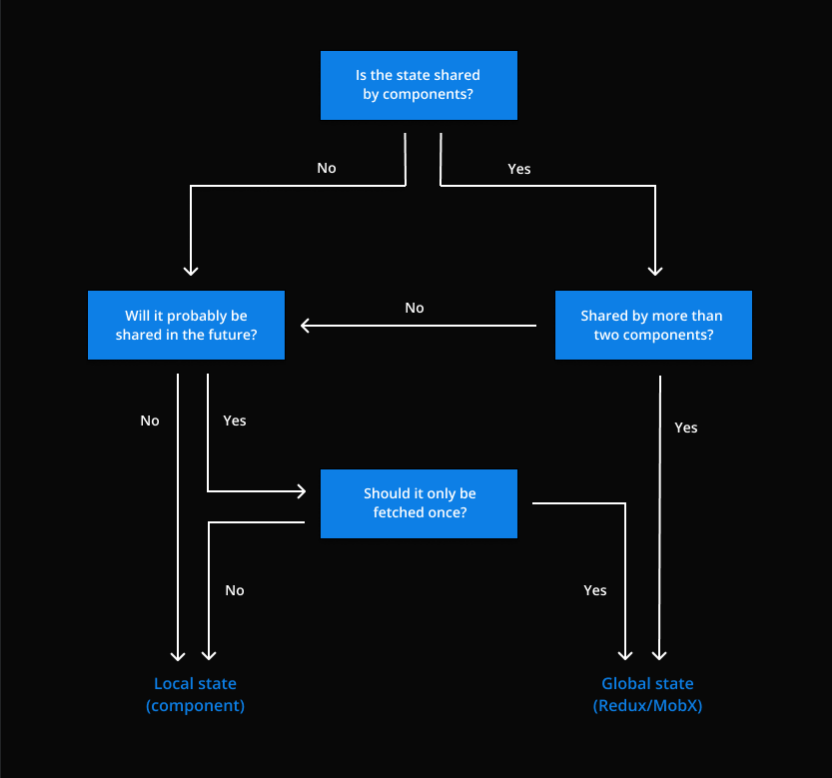 Is the state shared
by components?
No
Yes
Will it probably be
shared in the future?
No
Shared by more than
two components?
No
Yes
Yes
Should it only be
fetched once?
No
Yes
Local state
(component)
Global state
(Redux/MobX)